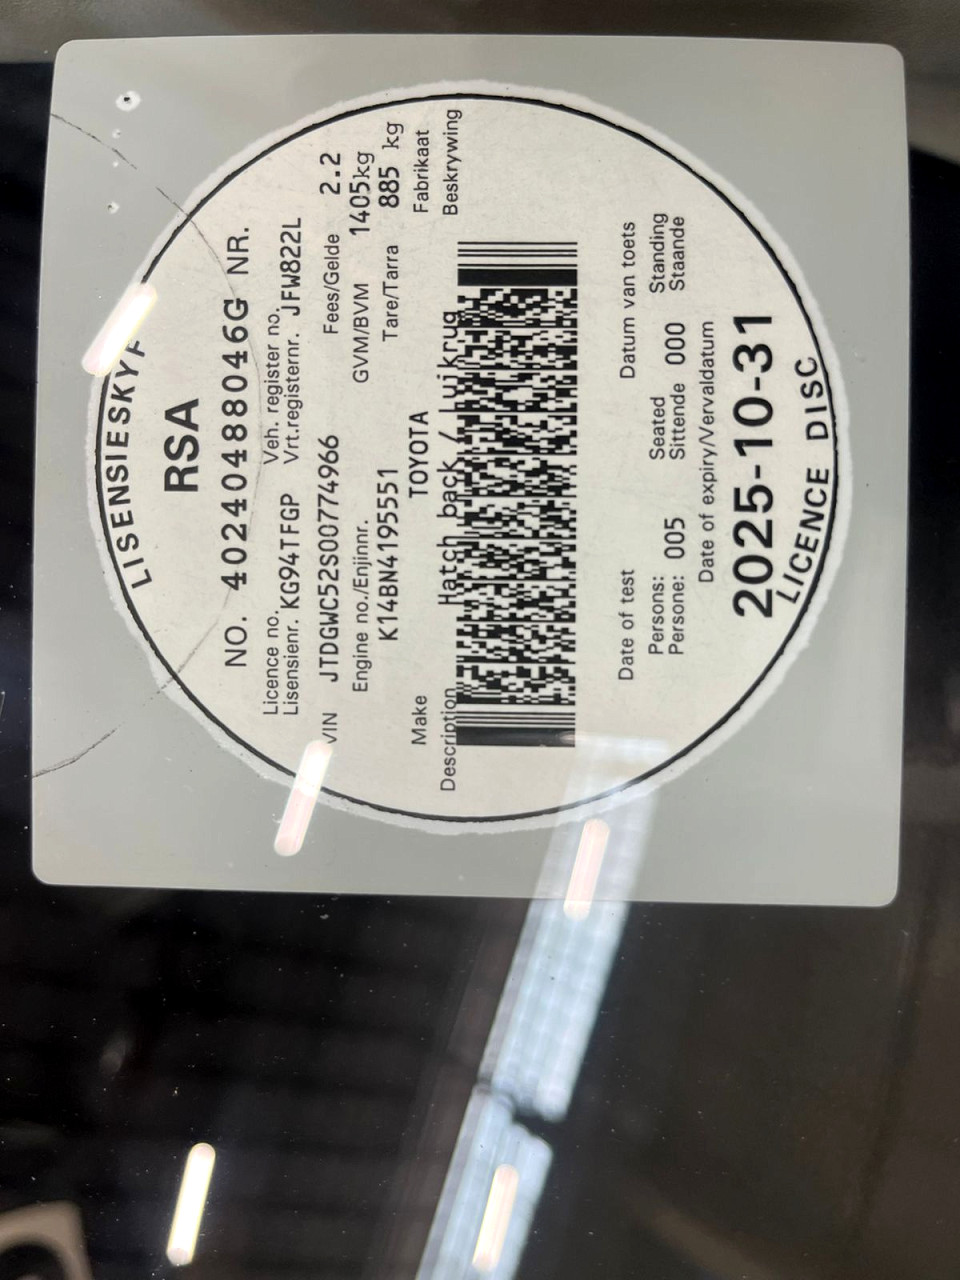 LISENSIESKYF
RSA
NO. 40240488046G NR.
Licence no. Veh. register no.
Lisensienr. KG94TFGP Vrt.registernr. JFW822L
VIN JTDGWC52S00774966 Fees/Gelde 2.2
Engine no./Enjinnr. GVM/BVM 1405kg
K14BN4195551 Tare/Tarra 885 kg
Make TOYOTA Fabrikaat
Description Hatch back / Luikrug Beskrywing
Date of test Datum van toets
Persons: Seated Standing
Persone: 005 Sittende 000 Staande
Date of expiry/Vervaldatum
2025-10-31
LICENCE DISC